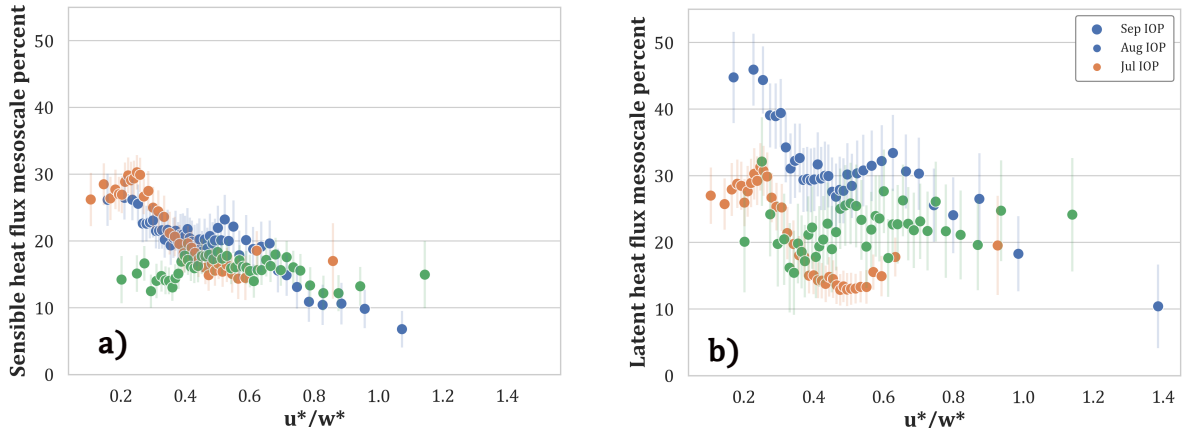 Sensible heat flux mesoscale percent
50
40
30
20
10
0
a)
0.2 0.4 0.6 0.8 1.0 1.2 1.4
u*/w*
Latent heat flux mesoscale percent
50
40
30
20
10
0
b)
Sep IOP
Aug IOP
Jul IOP
0.2 0.4 0.6 0.8 1.0 1.2 1.4
u*/w*